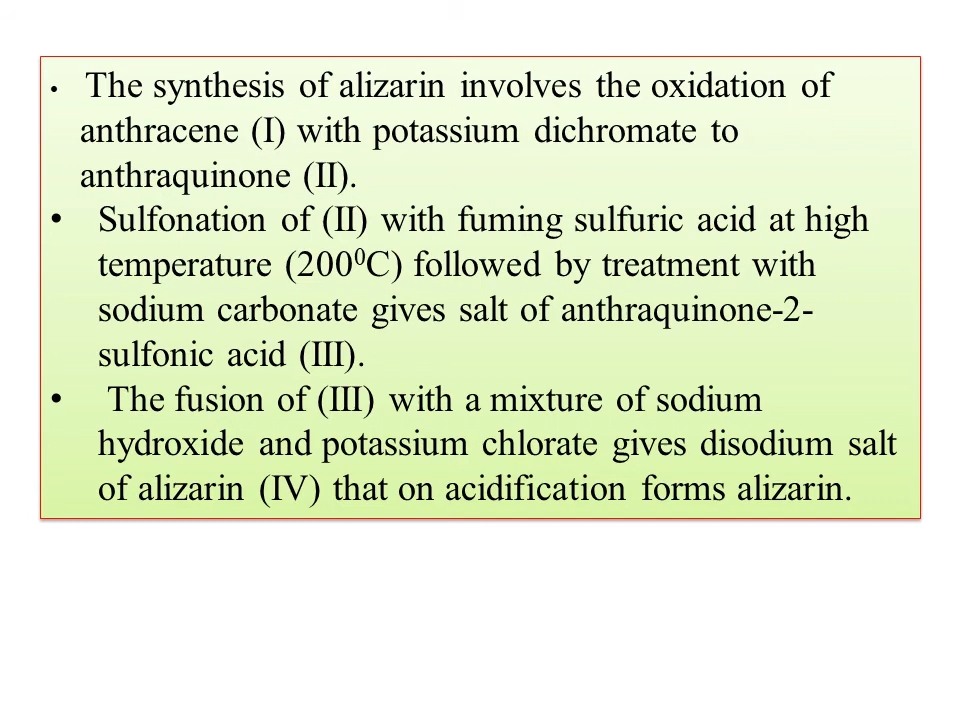 • The synthesis of alizarin involves the oxidation of
anthracene (I) with potassium dichromate to
anthraquinone (II).
• Sulfonation of (II) with fuming sulfuric acid at high
temperature (200⁰C) followed by treatment with
sodium carbonate gives salt of anthraquinone-2-
sulfonic acid (III).
• The fusion of (III) with a mixture of sodium
hydroxide and potassium chlorate gives disodium salt
of alizarin (IV) that on acidification forms alizarin.